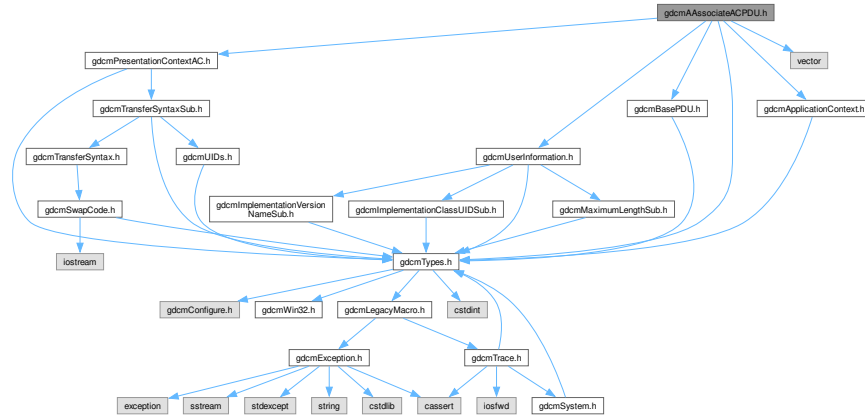 gdcmAAssociateACPDU.h
gdcmPresentationContextAC.h
vector
gdcmTransferSyntaxSub.h
gdcmBasePDU.h
gdcmApplicationContext.h
gdcmTransferSyntax.h
gdcmUIDs.h
gdcmUserInformation.h
gdcmSwapCode.h
gdcmImplementationVersion
NameSub.h
gdcmImplementationClassUIDSub.h
gdcmMaximumLengthSub.h
iostream
gdcmTypes.h
gdcmConfigure.h
gdcmWin32.h
gdcmLegacyMacro.h
cstdint
gdcmException.h
gdcmTrace.h
exception
sstream
stdexcept
string
cstdlib
cassert
iosfwd
gdcmSystem.h